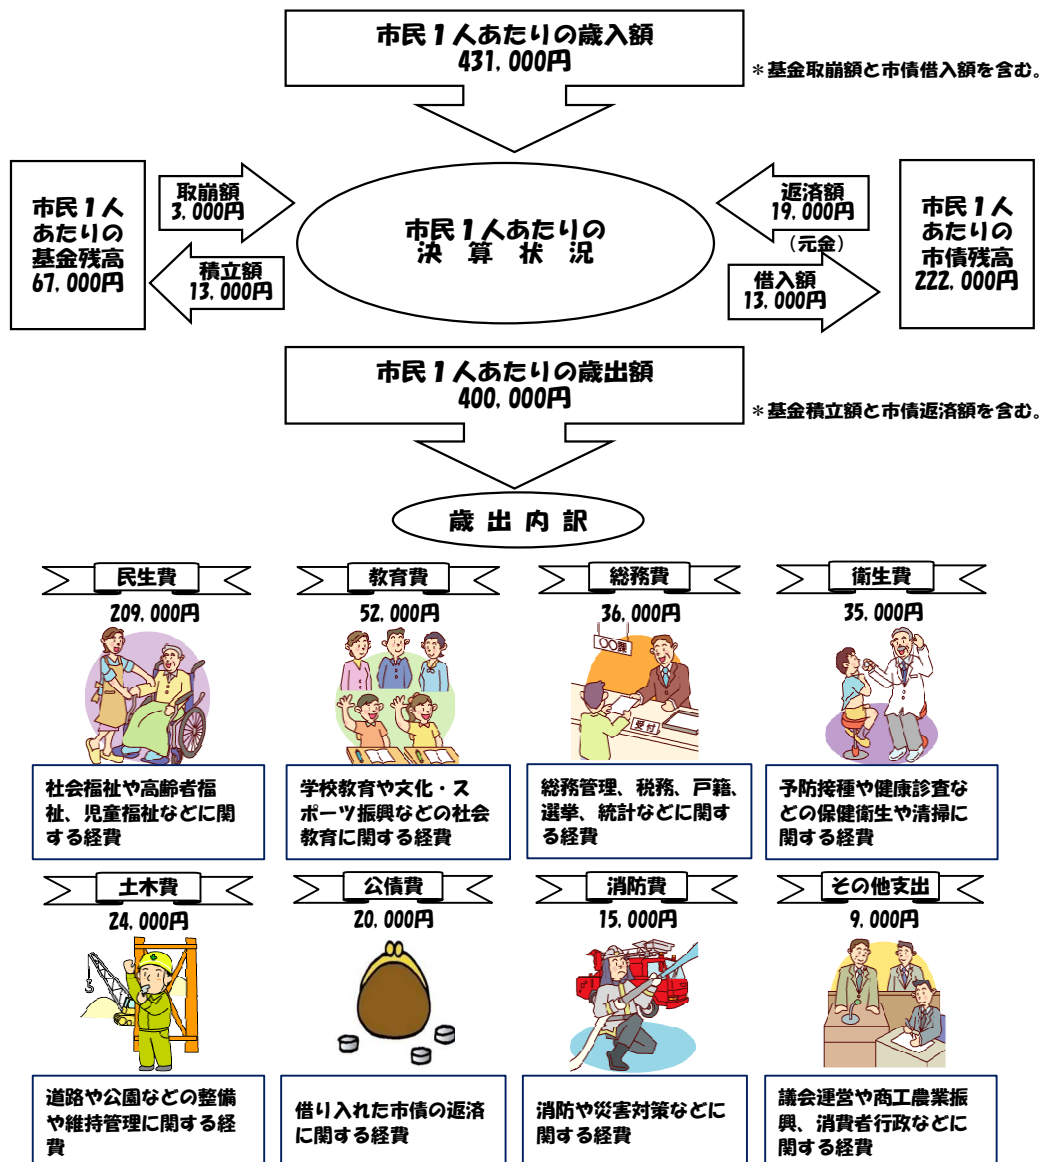 市民１人あたりの歳入額
431,000円
＊基金取崩額と市債借入額を含む。
市民１人
あたりの
基金残高
67,000円
取崩額
3,000円
積立額
13,000円
市民１人あたりの
決算状況
返済額
19,000円
（元金）
借入額
13,000円
市民１人
あたりの
市債残高
222,000円
市民１人あたりの歳出額
400,000円
＊基金積立額と市債返済額を含む。
歳出内訳
民生費
209,000円
社会福祉や高齢者福
祉、児童福祉などに関
する経費
教育費
52,000円
学校教育や文化・ス
ポーツ振興などの社会
教育に関する経費
総務費
36,000円
〇〇課
受付
総務管理、税務、戸籍、
選挙、統計などに関す
る経費
衛生費
35,000円
予防接種や健康診査な
どの保健衛生や清掃に
関する経費
土木費
24,000円
道路や公園などの整備
や維持管理に関する経
費
公債費
20,000円
借り入れた市債の返済
に関する経費
消防費
15,000円
消防や災害対策などに
関する経費
その他支出
9,000円
議会運営や商工農業振
興、消費者行政などに
関する経費